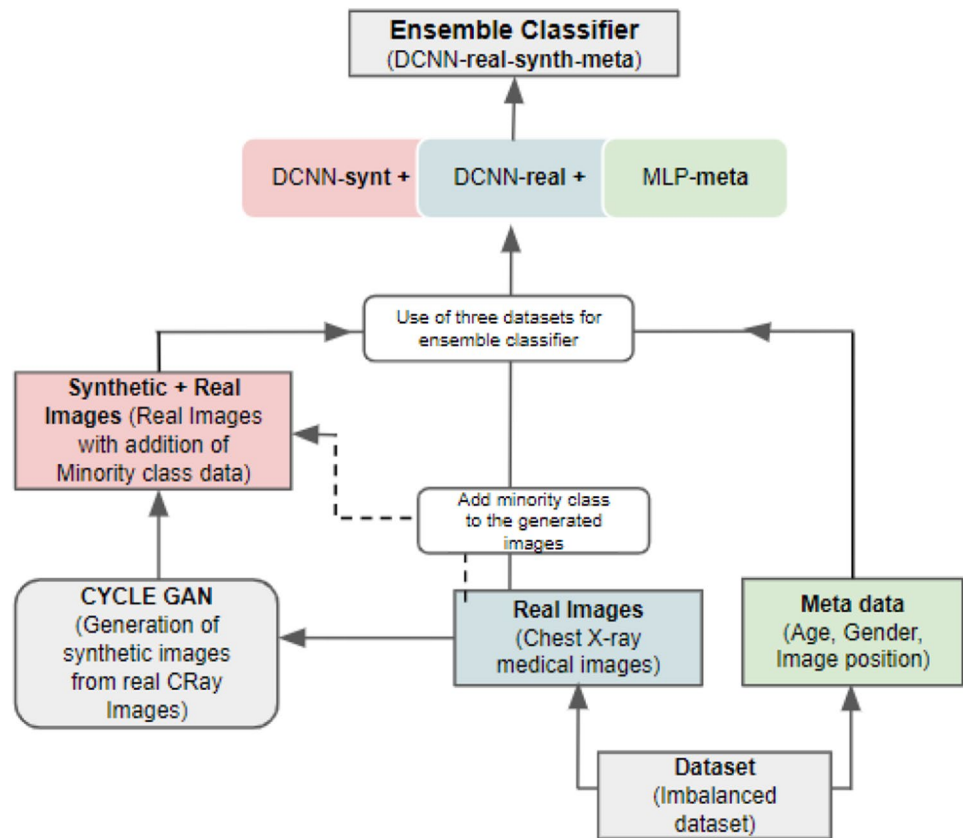 Ensemble Classifier
(DCNN-real-synth-meta)
DCNN-synt +
DCNN-real +
MLP-meta
Use of three datasets for
ensemble classifier
Synthetic + Real
Images (Real Images
with addition of
Minority class data)
Add minority class
to the generated
images
CYCLE GAN
(Generation of
synthetic images
from real CRay
Images)
Real Images
(Chest X-ray
medical images)
Meta data
(Age, Gender,
Image position)
Dataset
(Imbalanced
dataset)